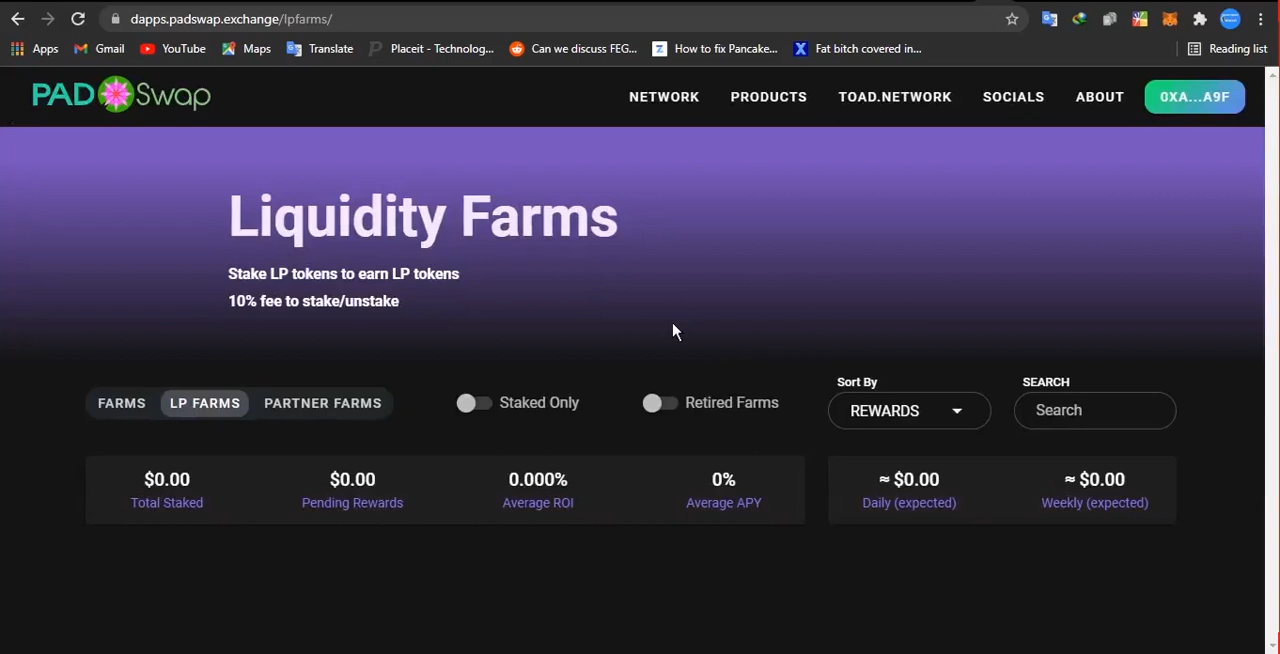 dapps.padswap.exchange/lpfarms/
Apps Gmail YouTube Maps Translate Placeit - Technolog... Can we discuss FEG... How to fix Pancake... Fat bitch covered in... Reading list
PAD Swap
NETWORK PRODUCTS TOAD.NETWORK SOCIALS ABOUT 0XA...A9F
Liquidity Farms
Stake LP tokens to earn LP tokens
10% fee to stake/unstake
Sort By SEARCH
FARMS LP FARMS PARTNER FARMS Staked Only Retired Farms REWARDS Search
$0.00 $0.00 0.000% 0% ≈ $0.00 ≈ $0.00
Total Staked Pending Rewards Average ROI Average APY Daily (expected) Weekly (expected)